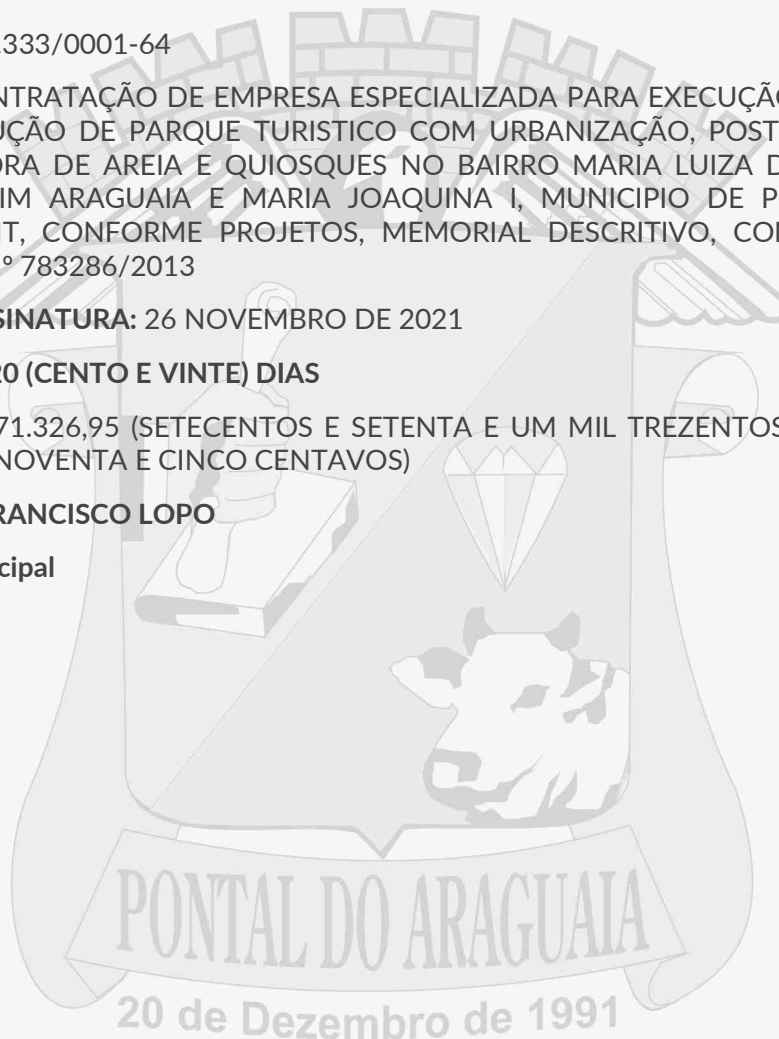 .333/0001-64
NTRATAÇÃO DE EMPRESA ESPECIALIZADA PARA EXECUÇÃO
UÇÃO DE PARQUE TURISTICO COM URBANIZAÇÃO, POST
ORA DE AREIA E QUIOSQUES NO BAIRRO MARIA LUIZA D
IM ARAGUAIA E MARIA JOAQUINA I, MUNICIPIO DE P
T, CONFORME PROJETOS, MEMORIAL DESCRITIVO, CON
º 783286/2013
SINATURA: 26 NOVEMBRO DE 2021
20 (CENTO E VINTE) DIAS
71.326,95 (SETECENTOS E SETENTA E UM MIL TREZENTOS
NOVENTA E CINCO CENTAVOS)
RANCISCO LOPO
cipal
PONTAL DO ARAGUAIA
20 de Dezembro de 1991